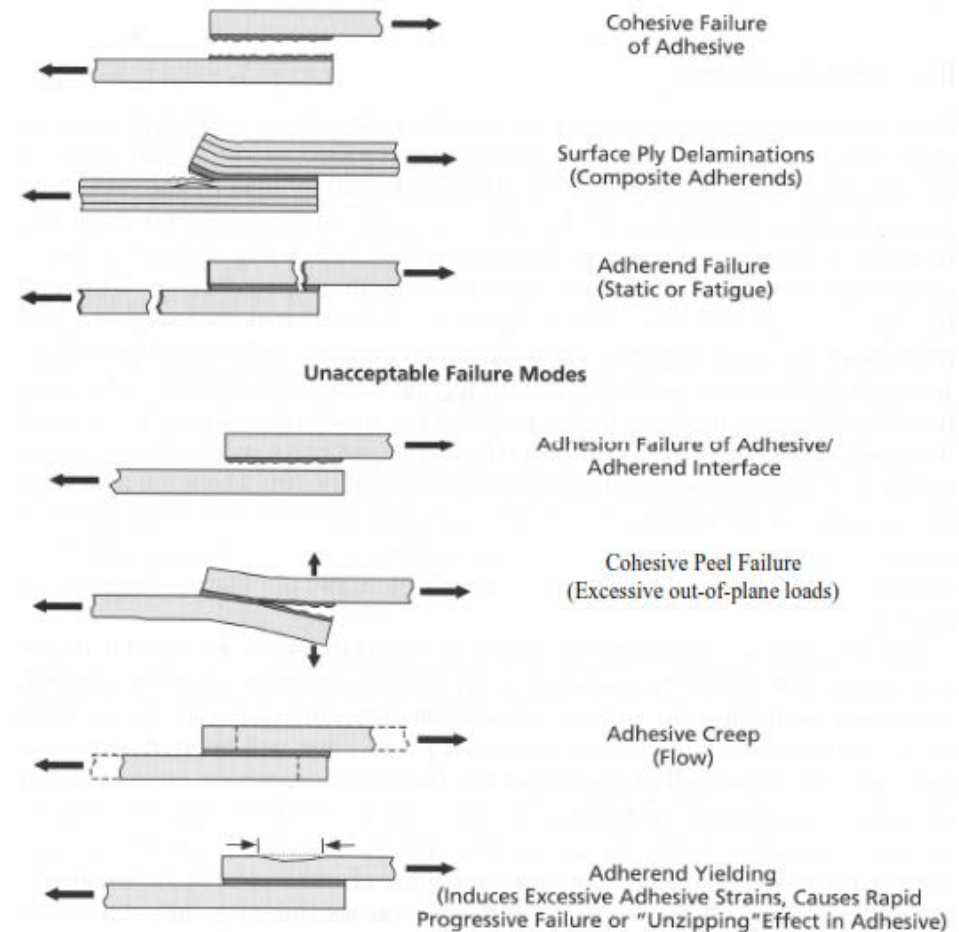 Cohesive Failure
of Adhesive
Surface Ply Delaminations
(Composite Adherends)
Adherend Failure
(Static or Fatigue)
Unacceptable Failure Modes
Adhesion Failure of Adhesive/
Adherend Interface
Cohesive Peel Failure
(Excessive out-of-plane loads)
Adhesive Creep
(Flow)
Adherend Yielding
(Induces Excessive Adhesive Strains, Causes Rapid
Progressive Failure or “Unzipping”Effect in Adhesive)